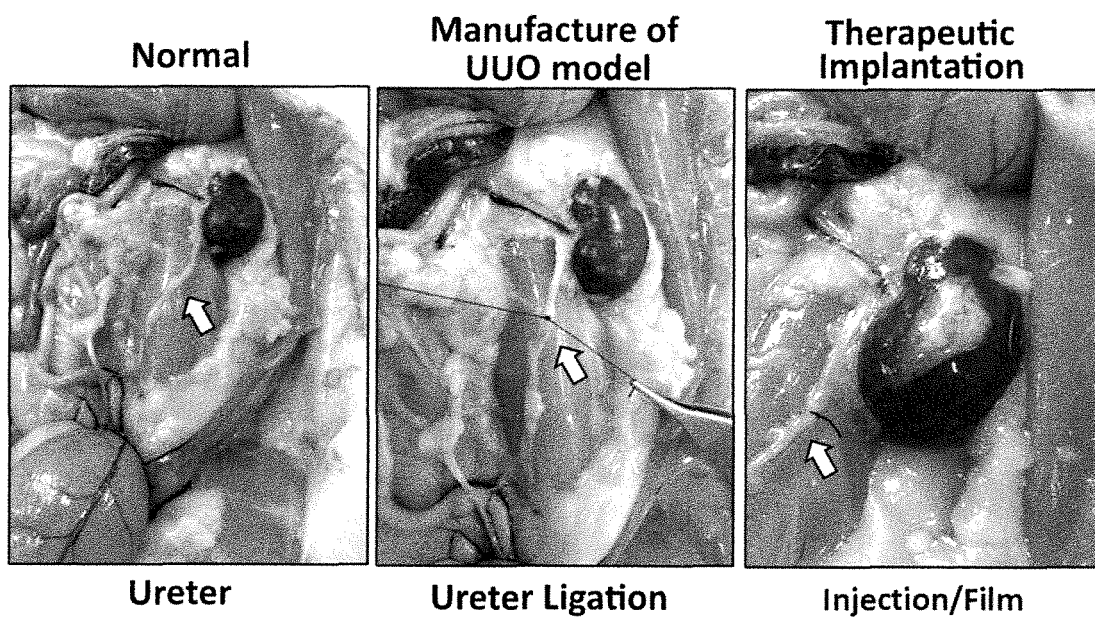 Normal
Manufacture of
UUO model
Therapeutic
Implantation
Ureter
Ureter Ligation
Injection/Film